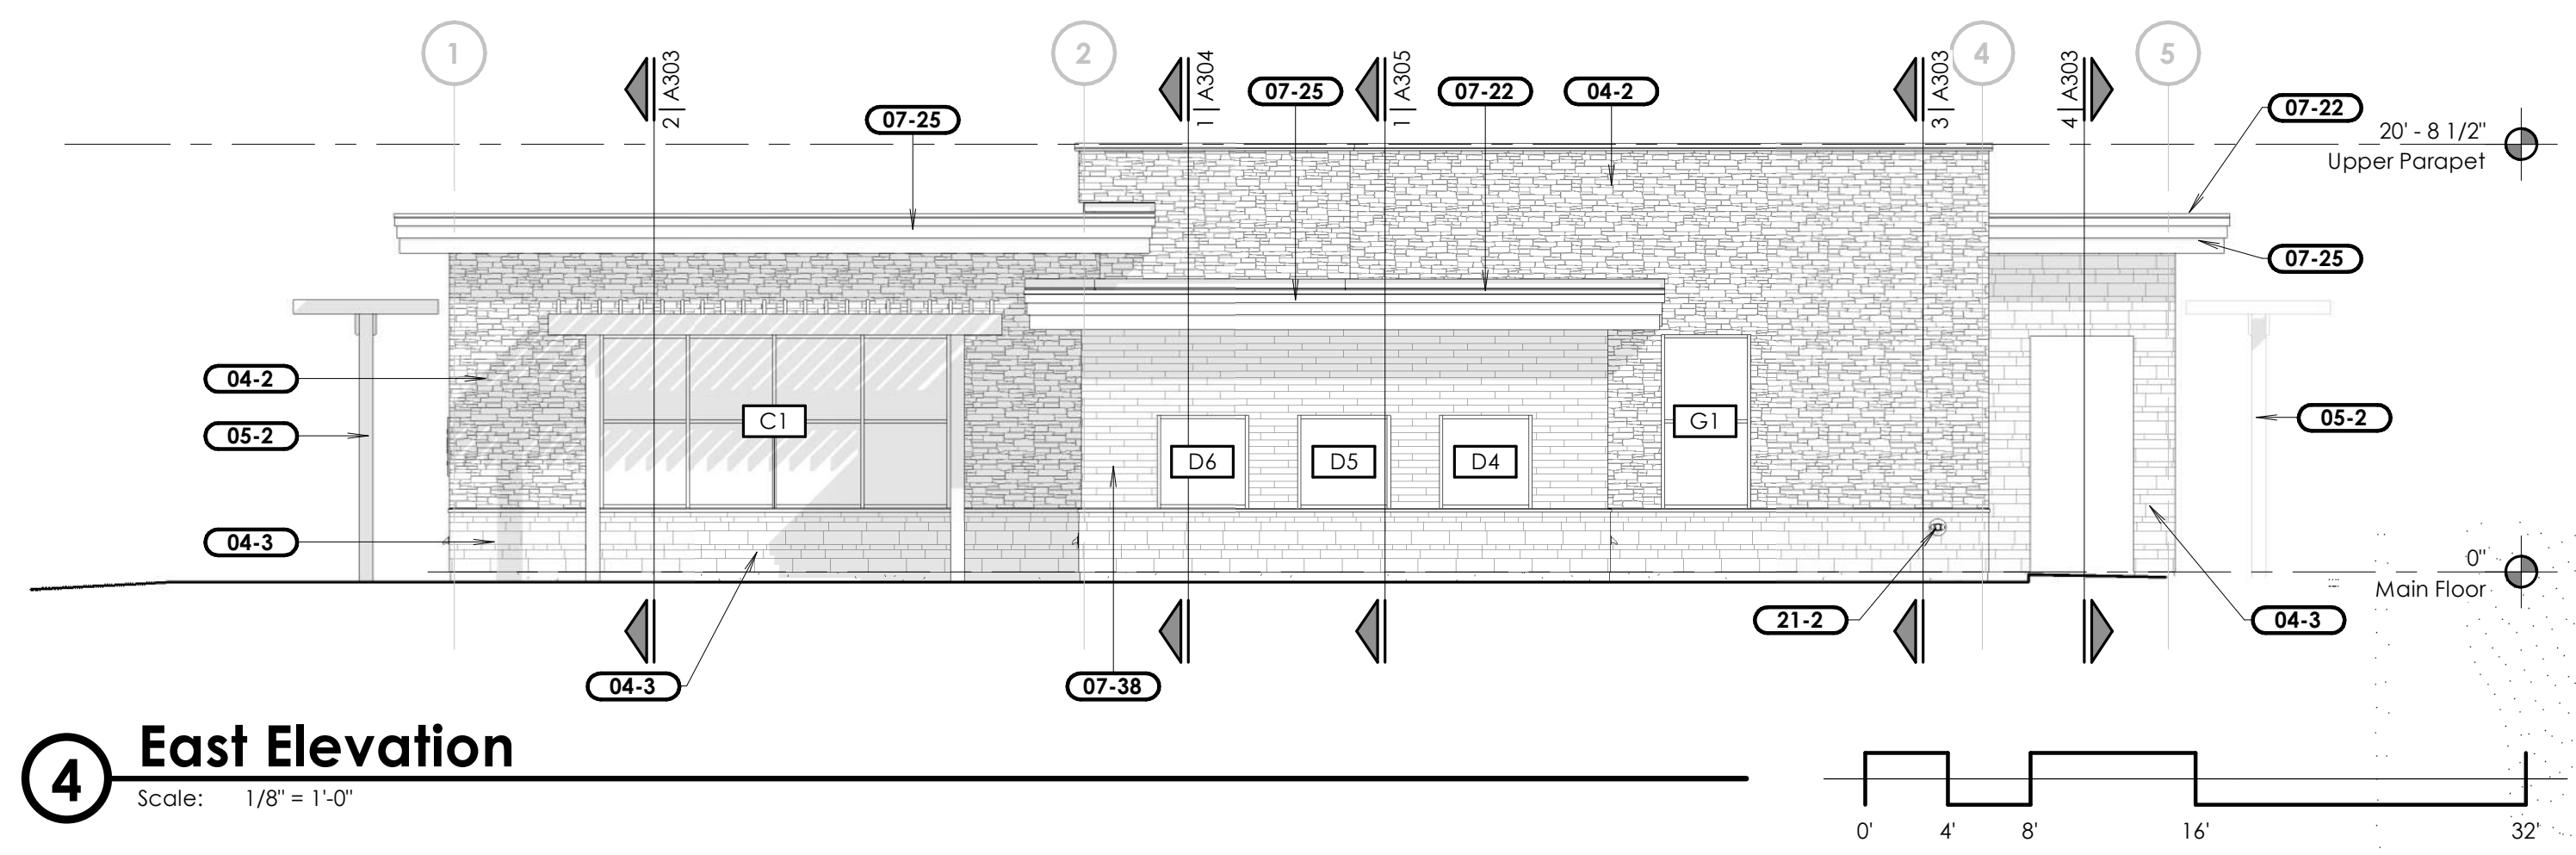 1
2
4
5
2 | A303
1 | A304
1 | A305
3 | A303
4 | A303
07-25
07-25
07-22
04-2
07-22
20' - 8 1/2"
Upper Parapet
07-25
04-2
05-2
04-3
C1
D6
D5
D4
G1
05-2
0"
Main Floor
21-2
04-3
04-3
07-38
4
East Elevation
Scale: 1/8" = 1'-0"
0' 4' 8' 16' 32'